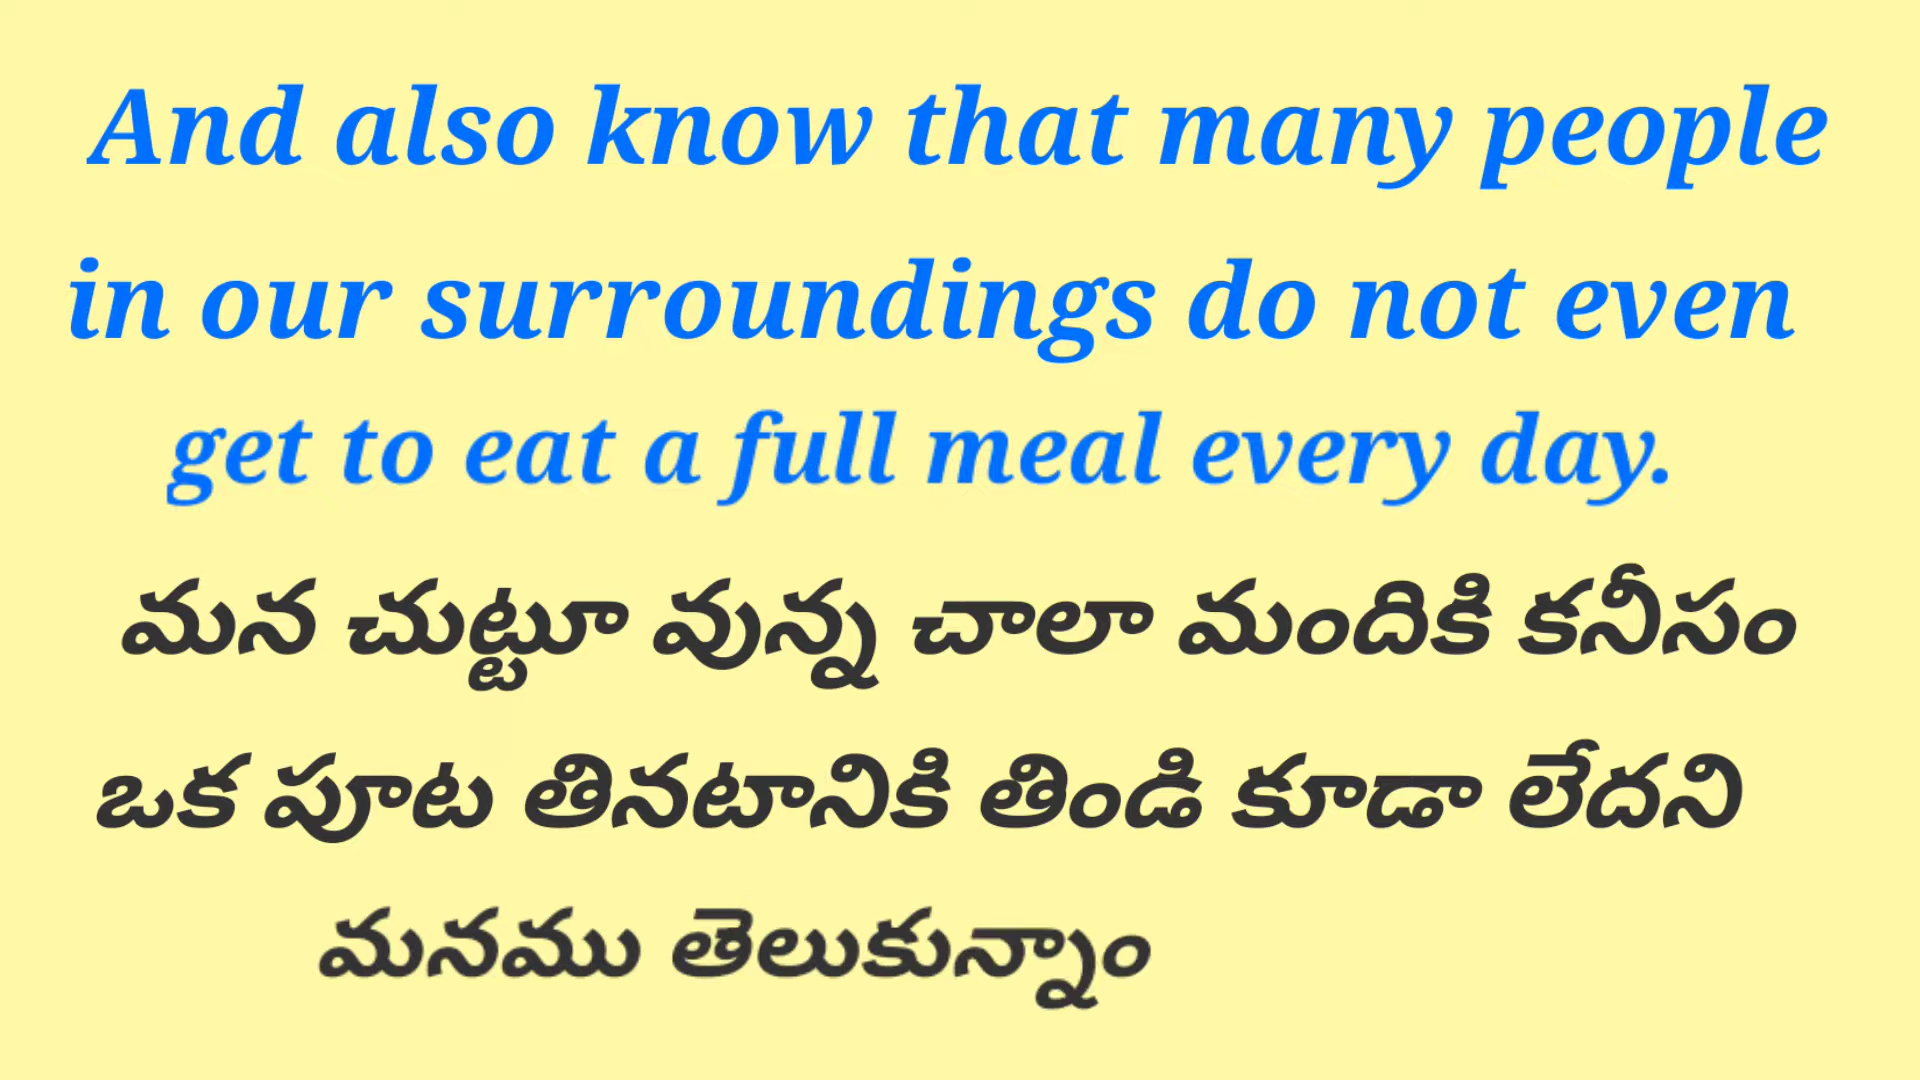 And also know that many people
in our surroundings do not even
get to eat a full meal every day.
మన చుట్టూ వున్న చాలా మందికి కనీసం
ఒక పూట తినటానికి తిండి కూడా లేదని
మనము తెలుకున్నాం